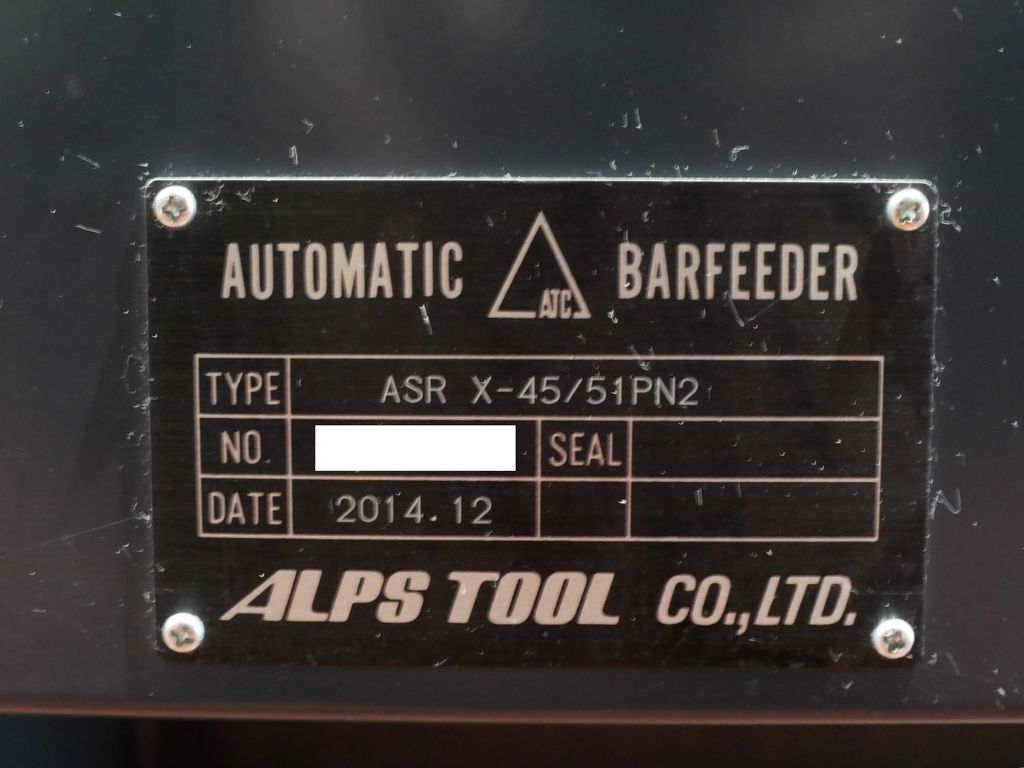 AUTOMATIC ATC BARFEEDER
TYPE ASR X-45/51PN2
NO. SEAL
DATE 2014.12
ALPS TOOL CO.,LTD.